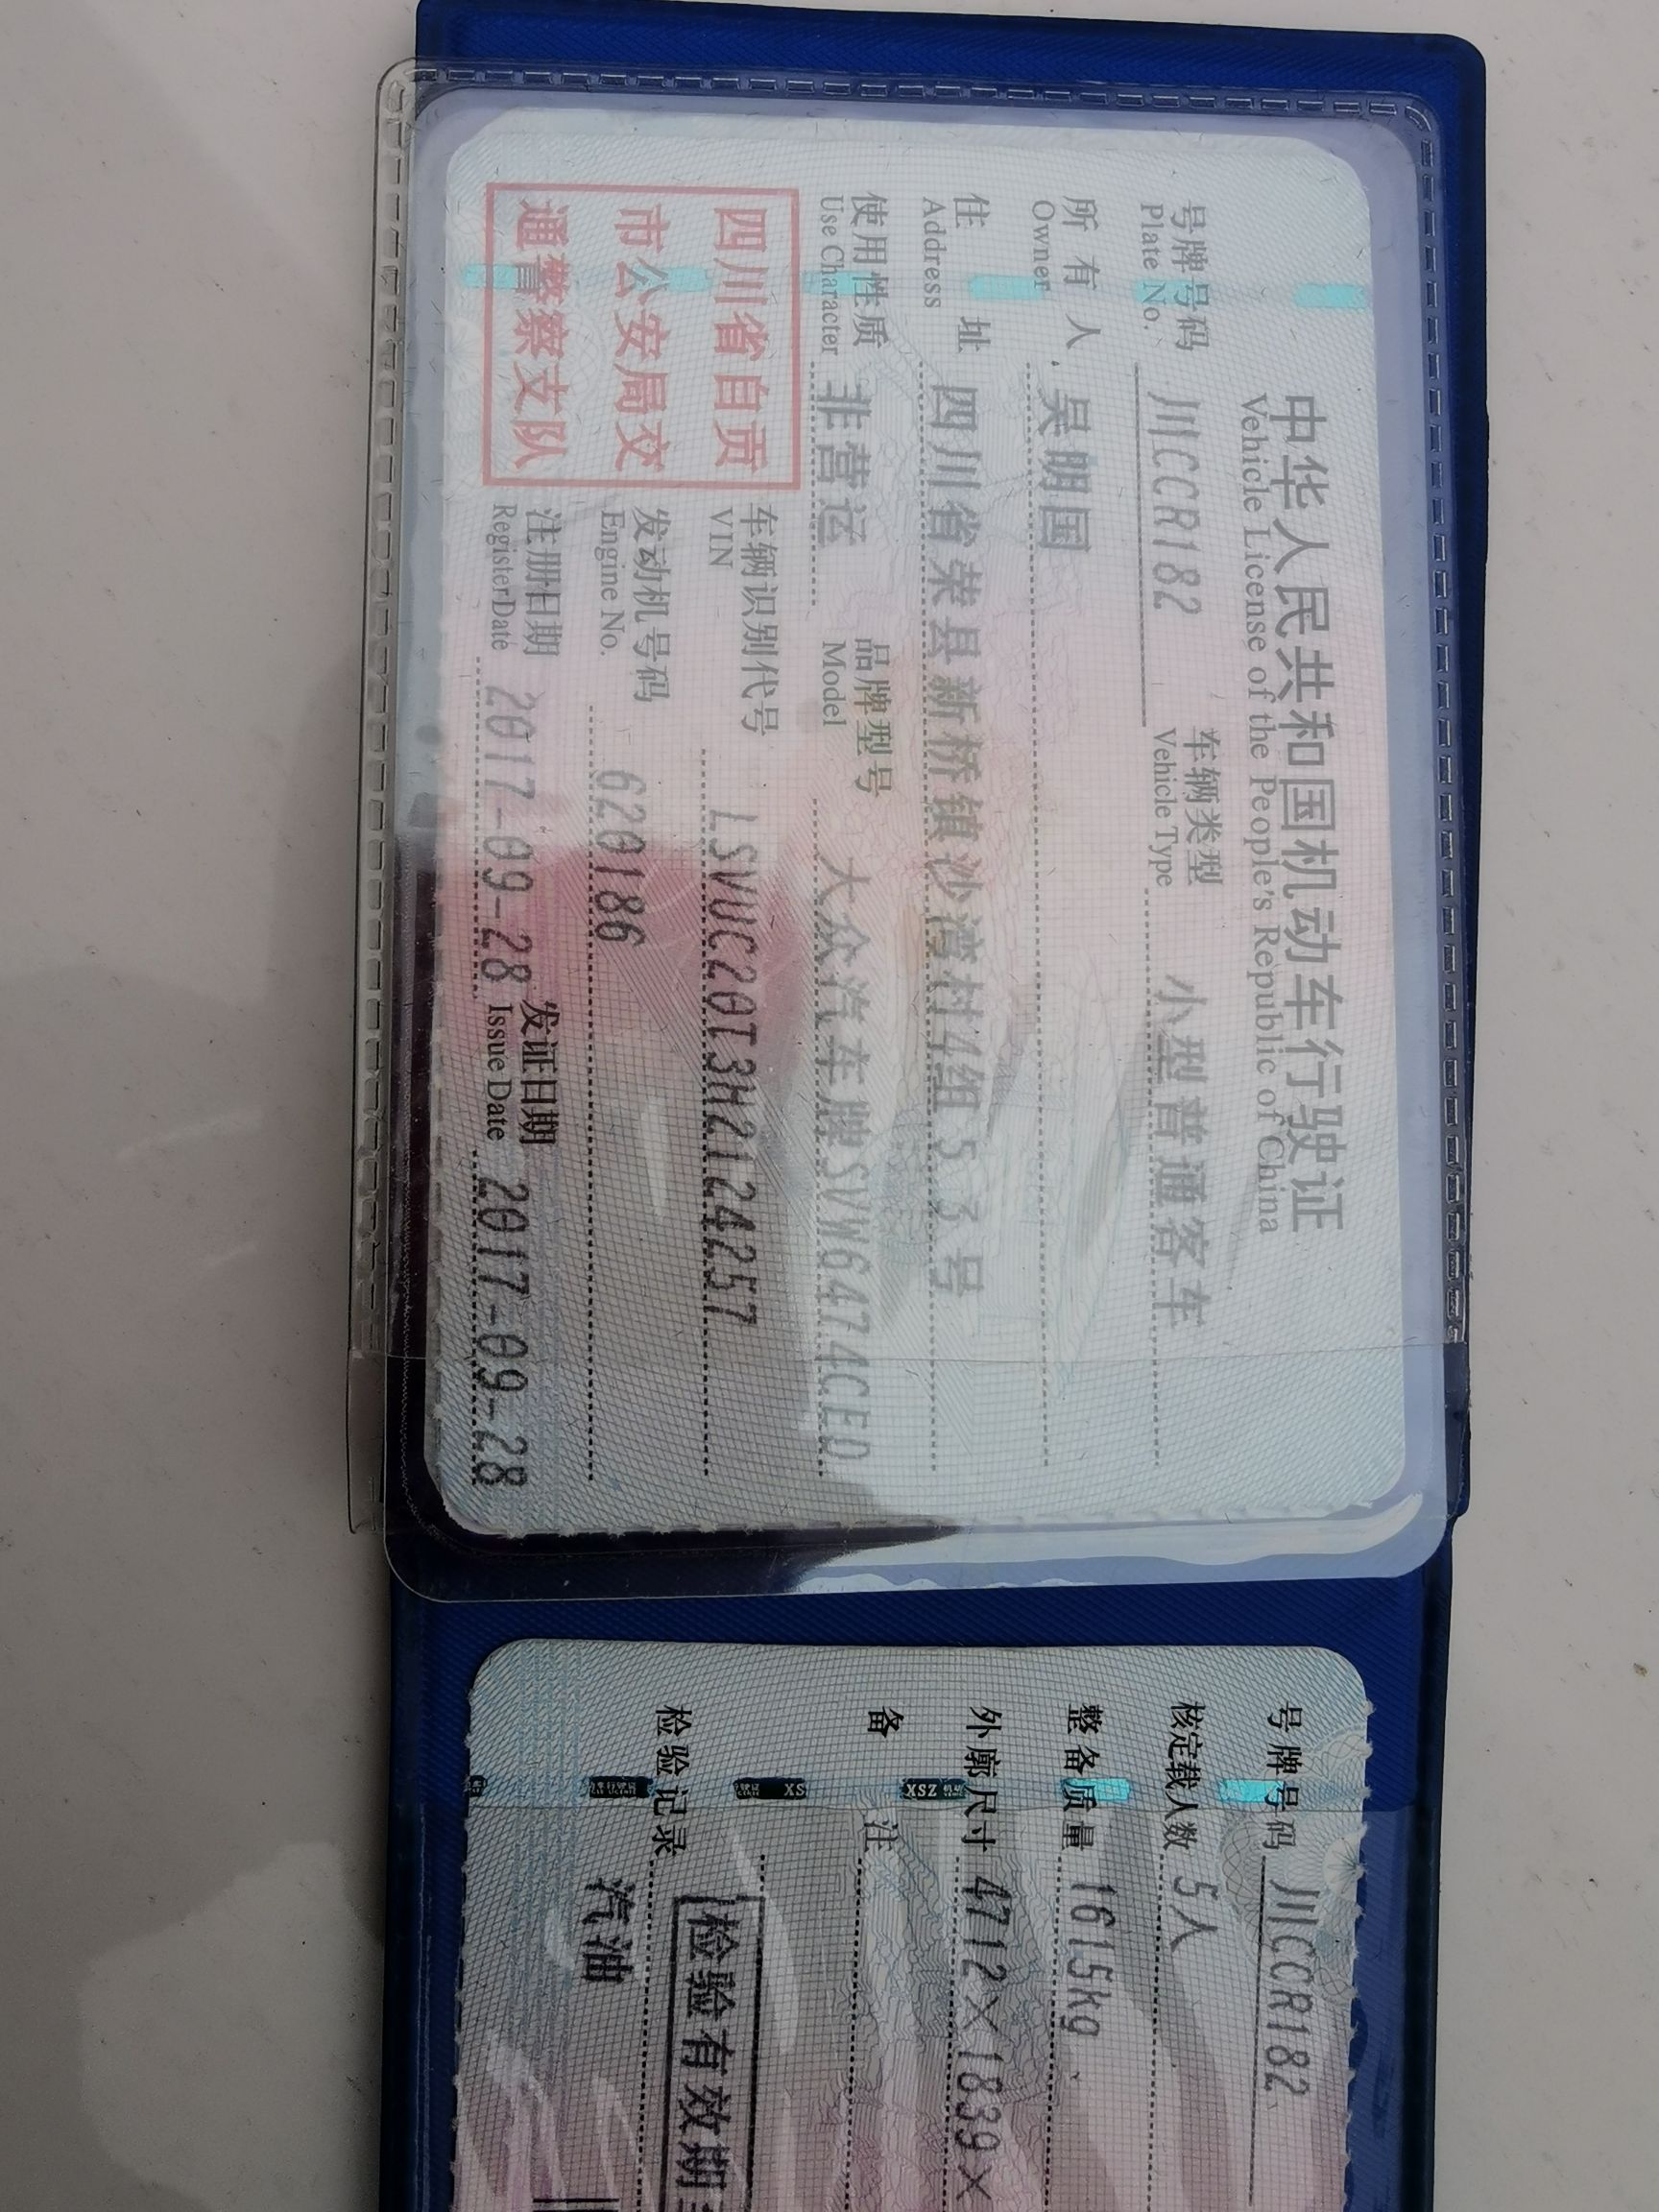 中华人民共和国机动车行驶证
Vehicle License of the People's Republic of China
号牌号码 川CCR182 车辆类型 小型普通客车
Plate No. Vehicle Type
所有人 吴明国
Owner
住址 四川省荣县新桥镇沙湾村4组53号
Address
使用性质 非营运 品牌型号 大众汽车牌SVW6474CED
Use Character Model
四川省自贡
市公安局交
通警察支队
车辆识别代号 LSVUC20T3H2124257
VIN
发动机号码 620186
Engine No.
注册日期 2017-09-28 发证日期 2017-09-28
Register Date Issue Date
号牌号码 川CCR182
核定载人数 5人
整备质量 1615kg
外廓尺寸 4712×1839×
备注
检验有效期
检验记录
汽油